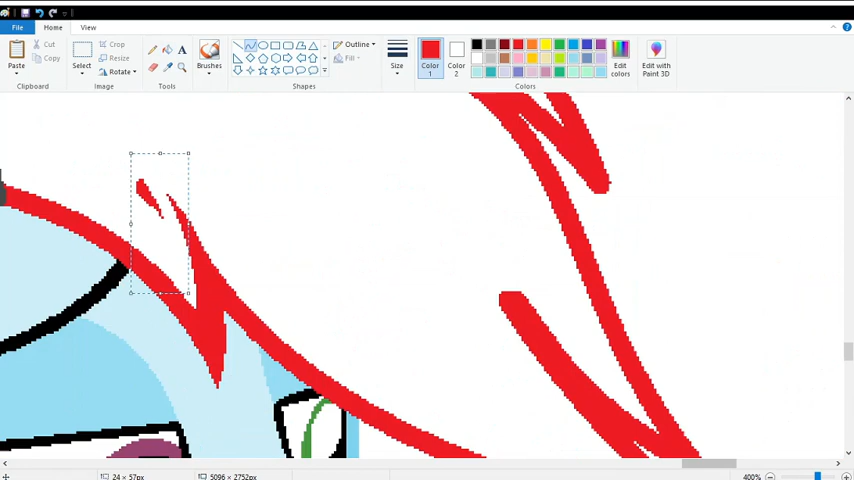 File Home View
Paste
Cut
Copy
Clipboard
Select
Crop
Resize
Rotate
Image
A
Tools
Brushes
Outline
Fill
Shapes
Size
Color
1
Color
2
Edit
colors
Colors
Edit with
Paint 3D
24 × 57px
5096 × 2752px
400%